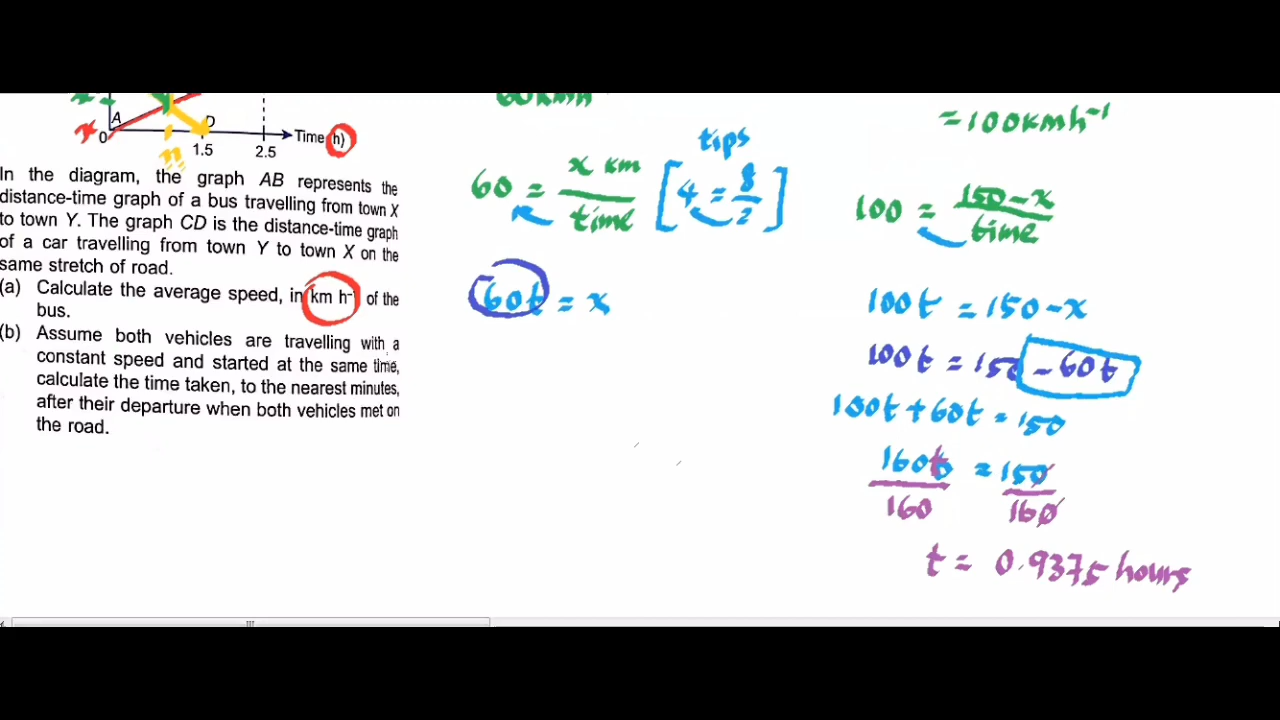 60kmh
= 100kmh⁻¹
A
D
0
Time (h)
1.5
2.5
tips
60 = x km / time [4 = 8/2]
100 = 150-x / time
In the diagram, the graph AB represents the
distance-time graph of a bus travelling from town X
to town Y. The graph CD is the distance-time graph
of a car travelling from town Y to town X on the
same stretch of road.
(a) Calculate the average speed, in km h⁻¹ of the
bus.
(b) Assume both vehicles are travelling with a
constant speed and started at the same time,
calculate the time taken, to the nearest minutes,
after their departure when both vehicles met on
the road.
60t = x
100t = 150-x
100t = 150 - 60t
100t + 60t = 150
160t = 150
160 160
t = 0.9375 hours